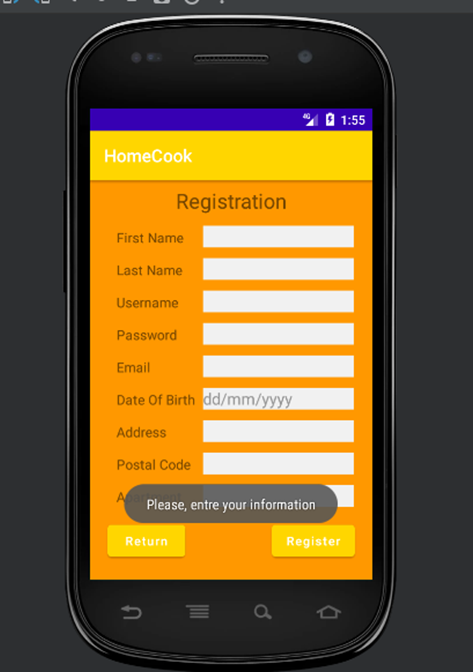 4G 1:55
HomeCook
Registration
First Name
Last Name
Username
Password
Email
Date Of Birth dd/mm/yyyy
Address
Postal Code
Please, entre your information
Return Register